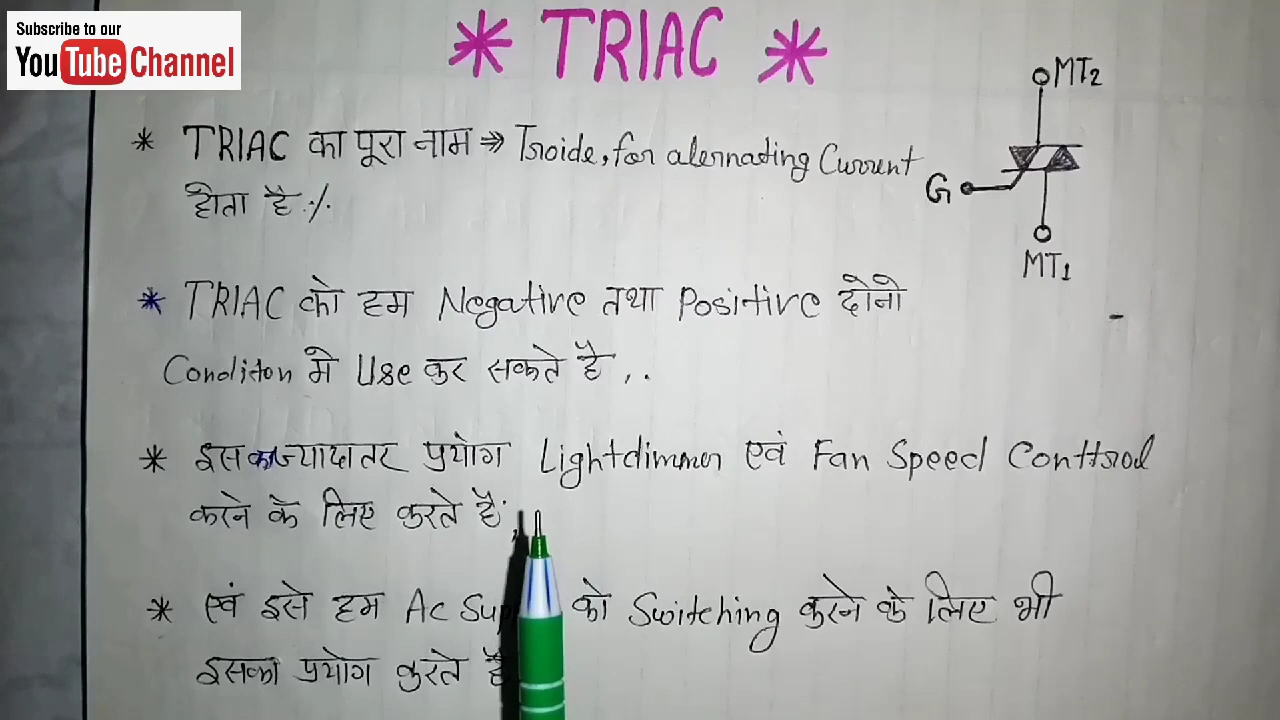 Subscribe to our
YouTube Channel
* TRIAC *
MT2
* TRIAC का पूरा नाम ⇒ Troide, for alernating Current
होता है ./.
G
MT1
* TRIAC को हम Negative तथा Positive दोनो
Conditon मे Use कर सकते है , .
* इसका ज्यादातर प्रयोग Lightdimmer एवं Fan Speed Conttrol
करने के लिए करते है
* एवं इसे हम Ac Sup को Switching करने के लिए भी
इसका प्रयोग करते है